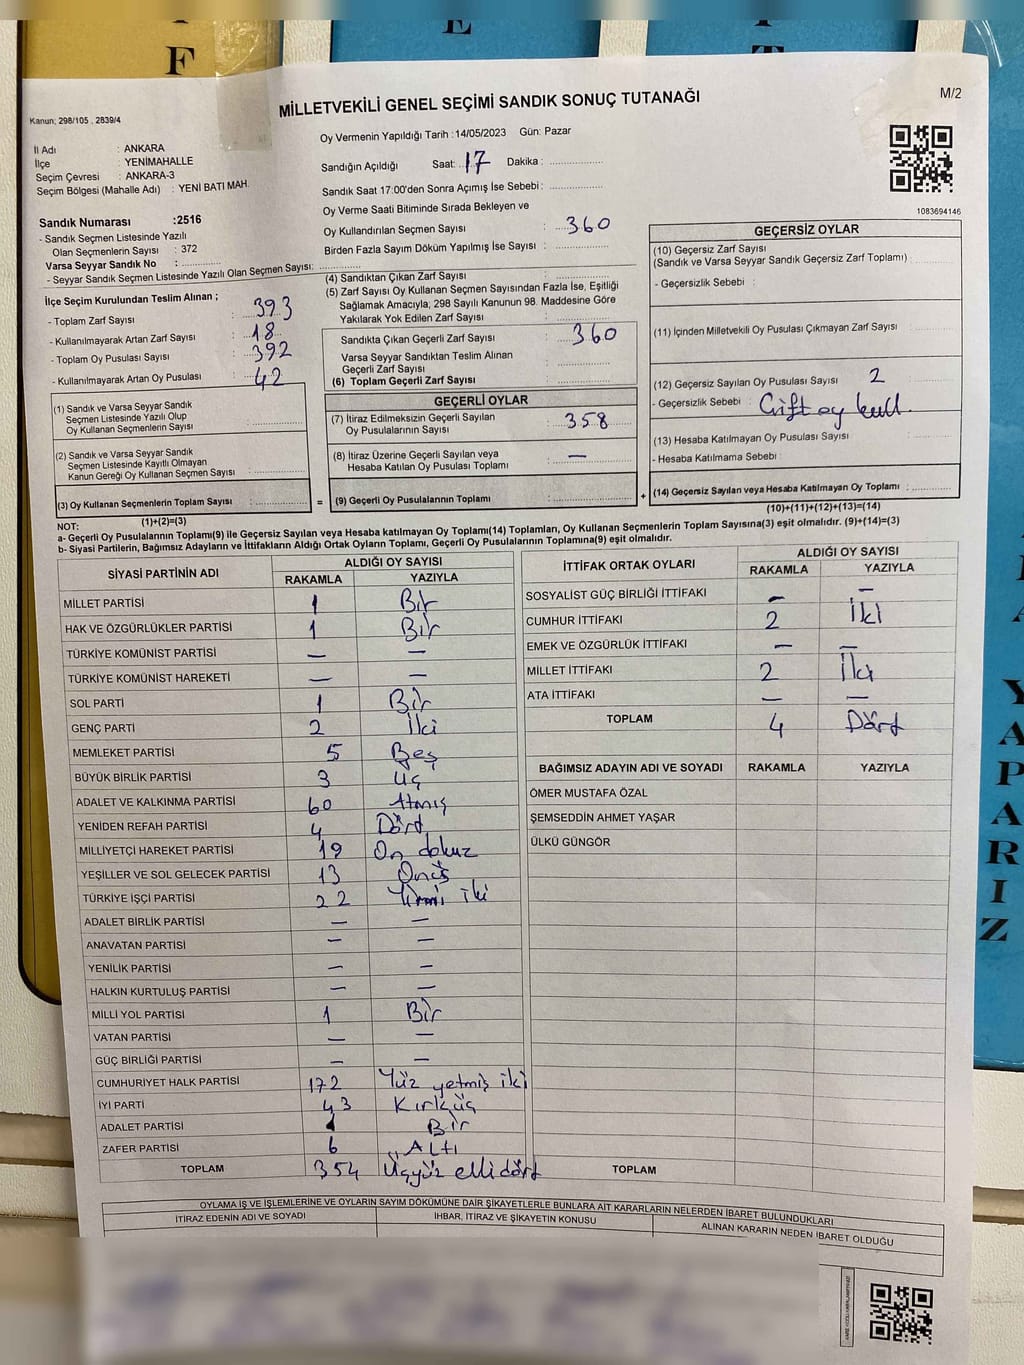 F
E
İ
T
MİLLETVEKİLİ GENEL SEÇİMİ SANDIK SONUÇ TUTANAĞI
M/2
Kanun; 298/105 , 2839/4
İl Adı : ANKARA
İlçe : YENİMAHALLE
Seçim Çevresi : ANKARA-3
Seçim Bölgesi (Mahalle Adı) : YENİ BATI MAH.
Sandık Numarası :2516
- Sandık Seçmen Listesinde Yazılı
Olan Seçmenlerin Sayısı : 372
Varsa Seyyar Sandık No :
- Seyyar Sandık Seçmen Listesinde Yazılı Olan Seçmen Sayısı:
İlçe Seçim Kurulundan Teslim Alınan ;
- Toplam Zarf Sayısı : 393
- Kullanılmayarak Artan Zarf Sayısı : 18
- Toplam Oy Pusulası Sayısı : 392
- Kullanılmayarak Artan Oy Pusulası : 42
Oy Vermenin Yapıldığı Tarih : 14/05/2023 Gün: Pazar
Sandığın Açıldığı Saat: 17 Dakika :
Sandık Saat 17:00'den Sonra Açımış İse Sebebi :
Oy Verme Saati Bitiminde Sırada Bekleyen ve
Oy Kullandırılan Seçmen Sayısı : 360
Birden Fazla Sayım Döküm Yapılmış İse Sayısı :
(4) Sandıktan Çıkan Zarf Sayısı :
(5) Zarf Sayısı Oy Kullanan Seçmen Sayısından Fazla İse, Eşitliği
Sağlamak Amacıyla; 298 Sayılı Kanunun 98. Maddesine Göre
Yakılarak Yok Edilen Zarf Sayısı :
Sandıkta Çıkan Geçerli Zarf Sayısı : 360
Varsa Seyyar Sandıktan Teslim Alınan
Geçerli Zarf Sayısı :
(6) Toplam Geçerli Zarf Sayısı :
1083694146
GEÇERSİZ OYLAR
(10) Geçersiz Zarf Sayısı
(Sandık ve Varsa Seyyar Sandık Geçersiz Zarf Toplamı) :
- Geçersizlik Sebebi :
(11) İçinden Milletvekili Oy Pusulası Çıkmayan Zarf Sayısı :
(12) Geçersiz Sayılan Oy Pusulası Sayısı : 2
- Geçersizlik Sebebi : Çift oy kull.
(13) Hesaba Katılmayan Oy Pusulası Sayısı :
- Hesaba Katılmama Sebebi :
(14) Geçersiz Sayılan veya Hesaba Katılmayan Oy Toplamı :
(10)+(11)+(12)+(13)=(14)
(1) Sandık ve Varsa Seyyar Sandık
Seçmen Listesinde Yazılı Olup
Oy Kullanan Seçmenlerin Sayısı :
(2) Sandık ve Varsa Seyyar Sandık
Seçmen Listesinde Kayıtlı Olmayan
Kanun Gereği Oy Kullanan Seçmen Sayısı :
(3) Oy Kullanan Seçmenlerin Toplam Sayısı :
(1)+(2)=(3)
GEÇERLİ OYLAR
(7) İtiraz Edilmeksizin Geçerli Sayılan
Oy Pusulalarının Sayısı : 358
(8) İtiraz Üzerine Geçerli Sayılan veya
Hesaba Katılan Oy Pusulası Toplamı : —
= (9) Geçerli Oy Pusulalarının Toplamı : +
NOT:
a- Geçerli Oy Pusulalarının Toplamı(9) ile Geçersiz Sayılan veya Hesaba katılmayan Oy Toplamı(14) Toplamları, Oy Kullanan Seçmenlerin Toplam Sayısına(3) eşit olmalıdır. (9)+(14)=(3)
b- Siyasi Partilerin, Bağımsız Adayların ve İttifakların Aldığı Ortak Oyların Toplamı, Geçerli Oy Pusulalarının Toplamına(9) eşit olmalıdır.
SİYASİ PARTİNİN ADI ALDIĞI OY SAYISI
RAKAMLA YAZIYLA
MİLLET PARTİSİ 1 Bir
HAK VE ÖZGÜRLÜKLER PARTİSİ 1 Bir
TÜRKİYE KOMÜNİST PARTİSİ — —
TÜRKİYE KOMÜNİST HAREKETİ — —
SOL PARTİ 1 Bir
GENÇ PARTİ 2 İki
MEMLEKET PARTİSİ 5 Beş
BÜYÜK BİRLİK PARTİSİ 3 Üç
ADALET VE KALKINMA PARTİSİ 60 Atmış
YENİDEN REFAH PARTİSİ 4 Dört
MİLLİYETÇİ HAREKET PARTİSİ 19 On dokuz
YEŞİLLER VE SOL GELECEK PARTİSİ 13 Onüç
TÜRKİYE İŞÇİ PARTİSİ 22 Yirmi iki
ADALET BİRLİK PARTİSİ — —
ANAVATAN PARTİSİ — —
YENİLİK PARTİSİ — —
HALKIN KURTULUŞ PARTİSİ — —
MİLLİ YOL PARTİSİ 1 Bir
VATAN PARTİSİ — —
GÜÇ BİRLİĞİ PARTİSİ — —
CUMHURİYET HALK PARTİSİ 172 Yüz yetmiş iki
İYİ PARTİ 43 Kırküç
ADALET PARTİSİ 1 Bir
ZAFER PARTİSİ 6 Altı
TOPLAM 354 Üçyüz ellidört
İTTİFAK ORTAK OYLARI ALDIĞI OY SAYISI
RAKAMLA YAZIYLA
SOSYALİST GÜÇ BİRLİĞİ İTTİFAKI — —
CUMHUR İTTİFAKI 2 İki
EMEK VE ÖZGÜRLÜK İTTİFAKI — —
MİLLET İTTİFAKI 2 İki
ATA İTTİFAKI — —
TOPLAM 4 Dört
BAĞIMSIZ ADAYIN ADI VE SOYADI RAKAMLA YAZIYLA
ÖMER MUSTAFA ÖZAL
ŞEMSEDDİN AHMET YAŞAR
ÜLKÜ GÜNGÖR
TOPLAM
OYLAMA İŞ VE İŞLEMLERİNE VE OYLARIN SAYIM DÖKÜMÜNE DAİR ŞİKAYETLERLE BUNLARA AİT KARARLARIN NELERDEN İBARET BULUNDUKLARI
İTİRAZ EDENİN ADI VE SOYADI İHBAR, İTİRAZ VE ŞİKAYETİN KONUSU ALINAN KARARIN NEDEN İBARET OLDUĞU
Y
A
P
A
R
I
Z